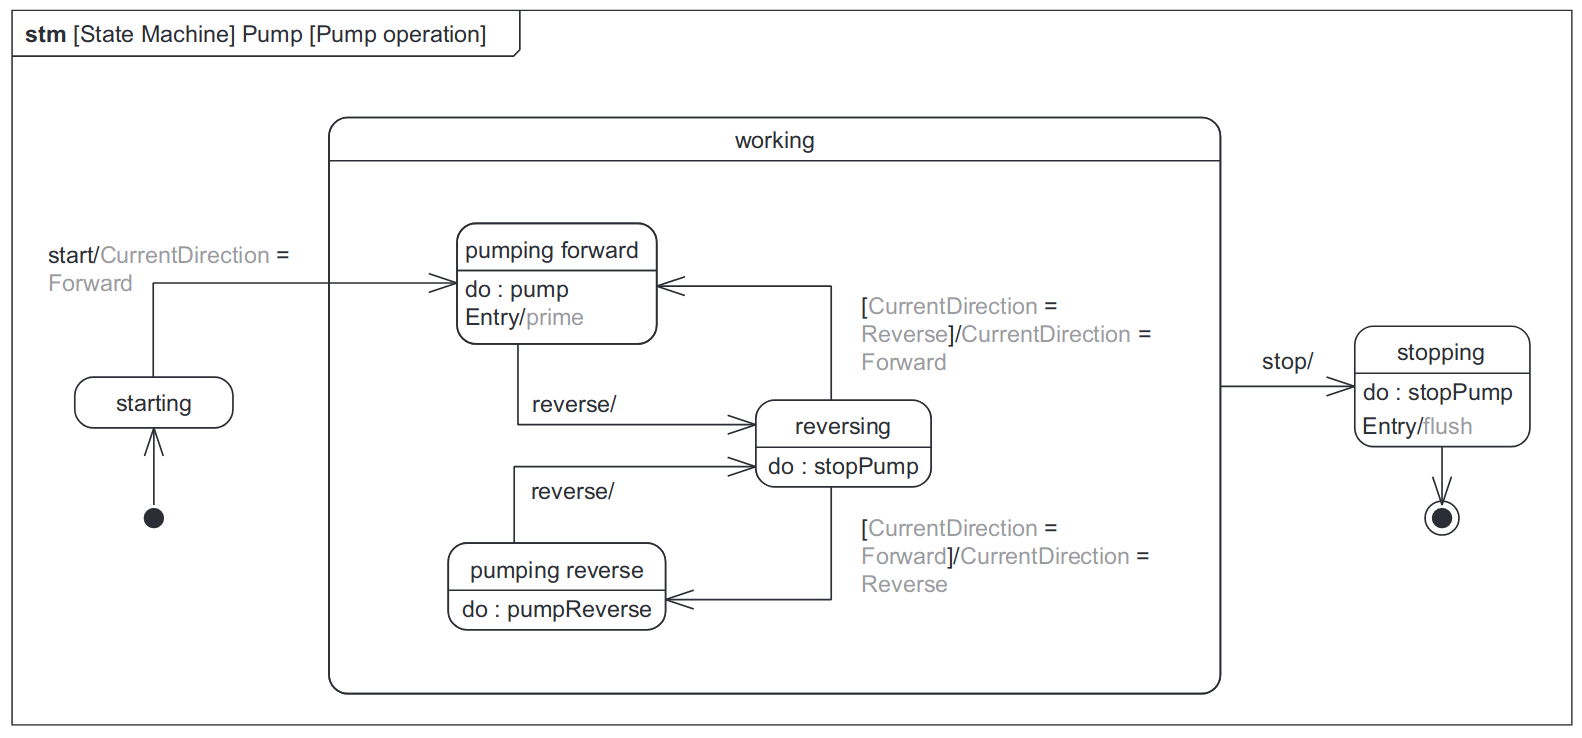 stm [State Machine] Pump [Pump operation]
working
start/CurrentDirection =
Forward
pumping forward
do : pump
Entry/prime
[CurrentDirection =
Reverse]/CurrentDirection =
Forward
stop/
stopping
do : stopPump
Entry/flush
starting
reverse/
reversing
do : stopPump
reverse/
[CurrentDirection =
Forward]/CurrentDirection =
Reverse
pumping reverse
do : pumpReverse